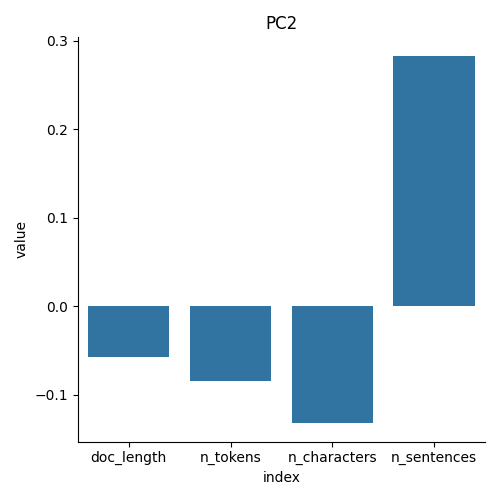 PC2
0.3
0.2
0.1
0.0
−0.1
value
doc_length n_tokens n_characters n_sentences
index